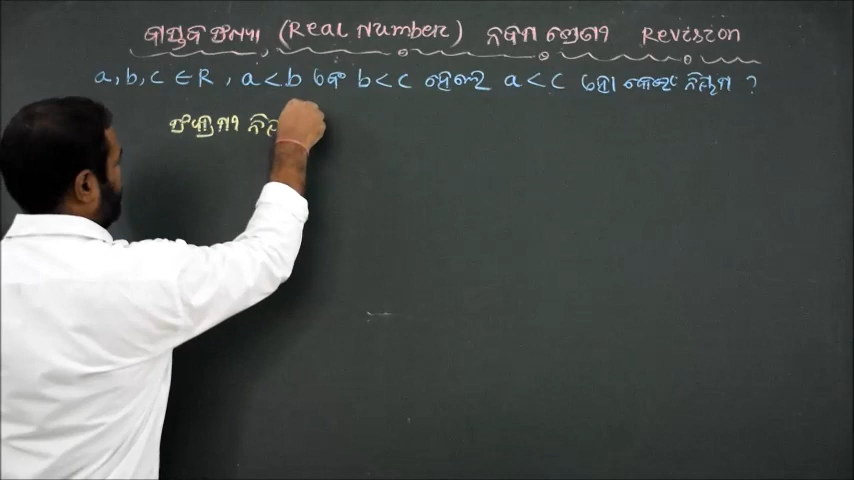 ବାସ୍ତବ ସଂଖ୍ୟା (Real Number) ନବମ ଶ୍ରେଣୀ Revision
a, b, c ∈ R , a < b ଏବଂ b < c ହେଲେ a < c ଏହା କେଉଁ ନିୟମ ?
ସଂକ୍ରମୀ